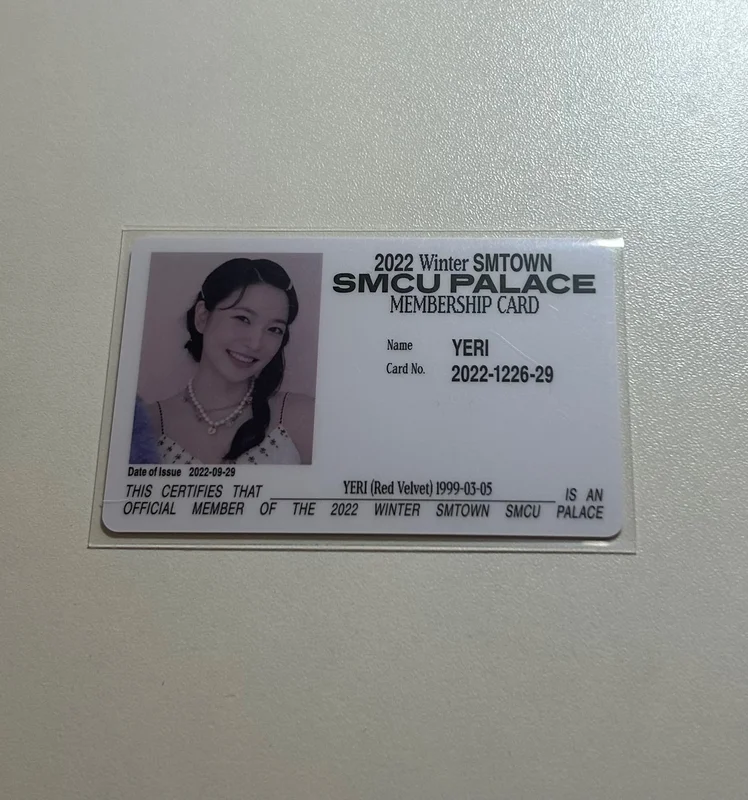 2022 Winter SMTOWN
SMCU PALACE
MEMBERSHIP CARD
Name YERI
Card No. 2022-1226-29
Date of Issue 2022-09-29
THIS CERTIFIES THAT YERI (Red Velvet) 1999-03-05 IS AN
OFFICIAL MEMBER OF THE 2022 WINTER SMTOWN SMCU PALACE